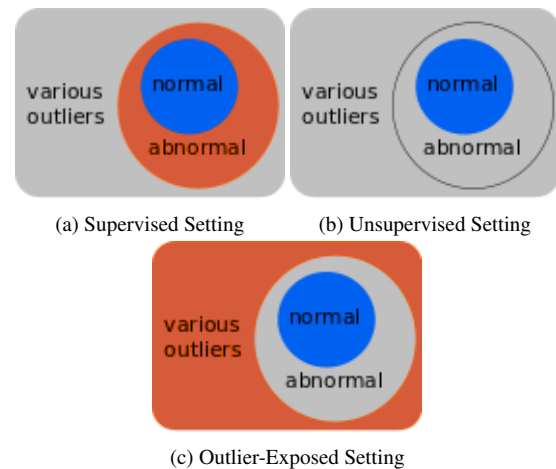 various
outliers
normal
abnormal
various
outliers
normal
abnormal
(a) Supervised Setting
(b) Unsupervised Setting
various
outliers
normal
abnormal
(c) Outlier-Exposed Setting